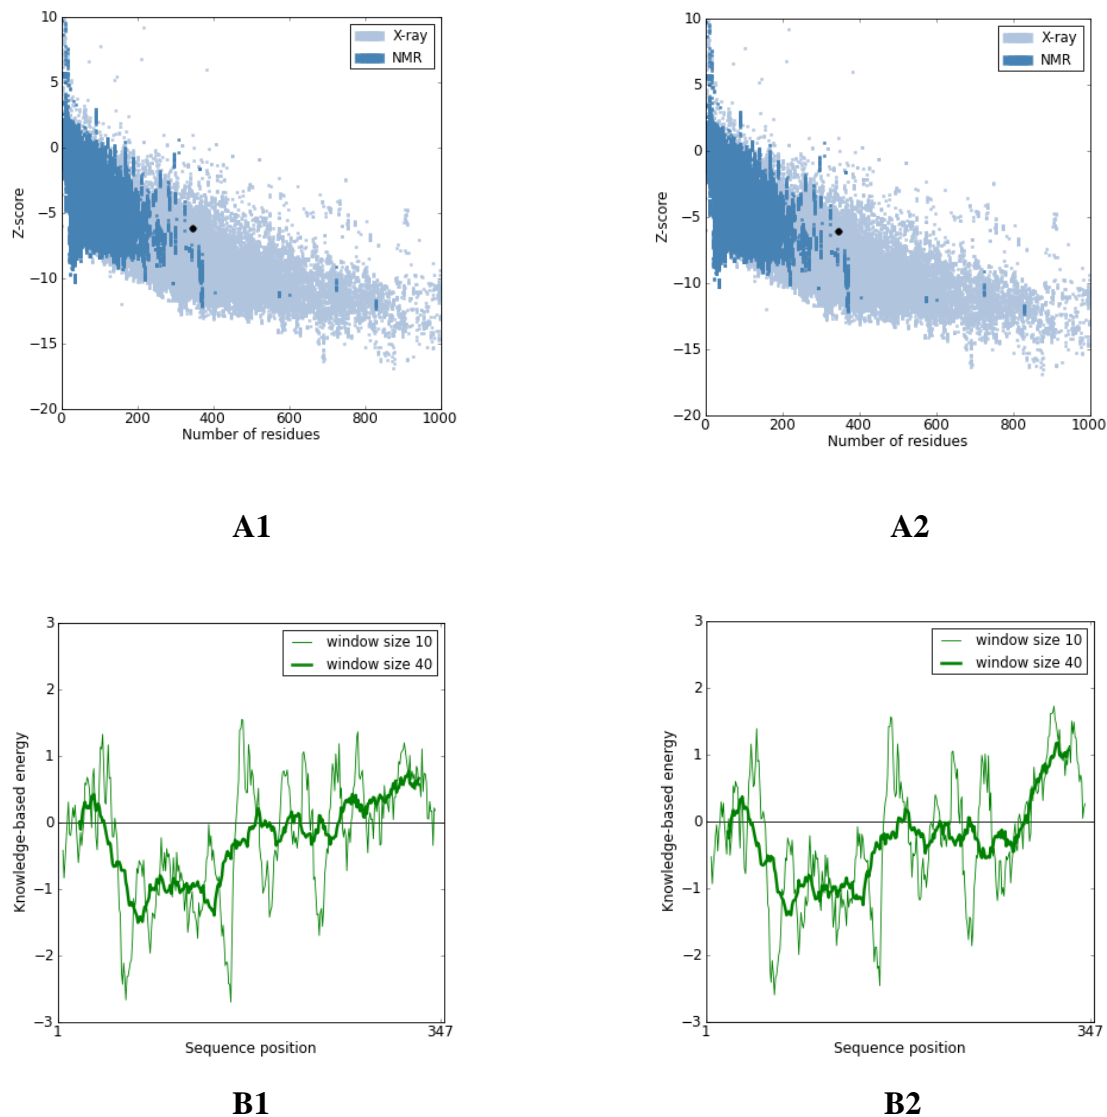 10
5
0
−5
−10
−15
−20
Z-score
X-ray
NMR
0 200 400 600 800 1000
Number of residues
A1
10
5
0
−5
−10
−15
−20
Z-score
X-ray
NMR
0 200 400 600 800 1000
Number of residues
A2
3
2
1
0
−1
−2
−3
Knowledge-based energy
window size 10
window size 40
1 347
Sequence position
B1
3
2
1
0
−1
−2
−3
Knowledge-based energy
window size 10
window size 40
1 347
Sequence position
B2